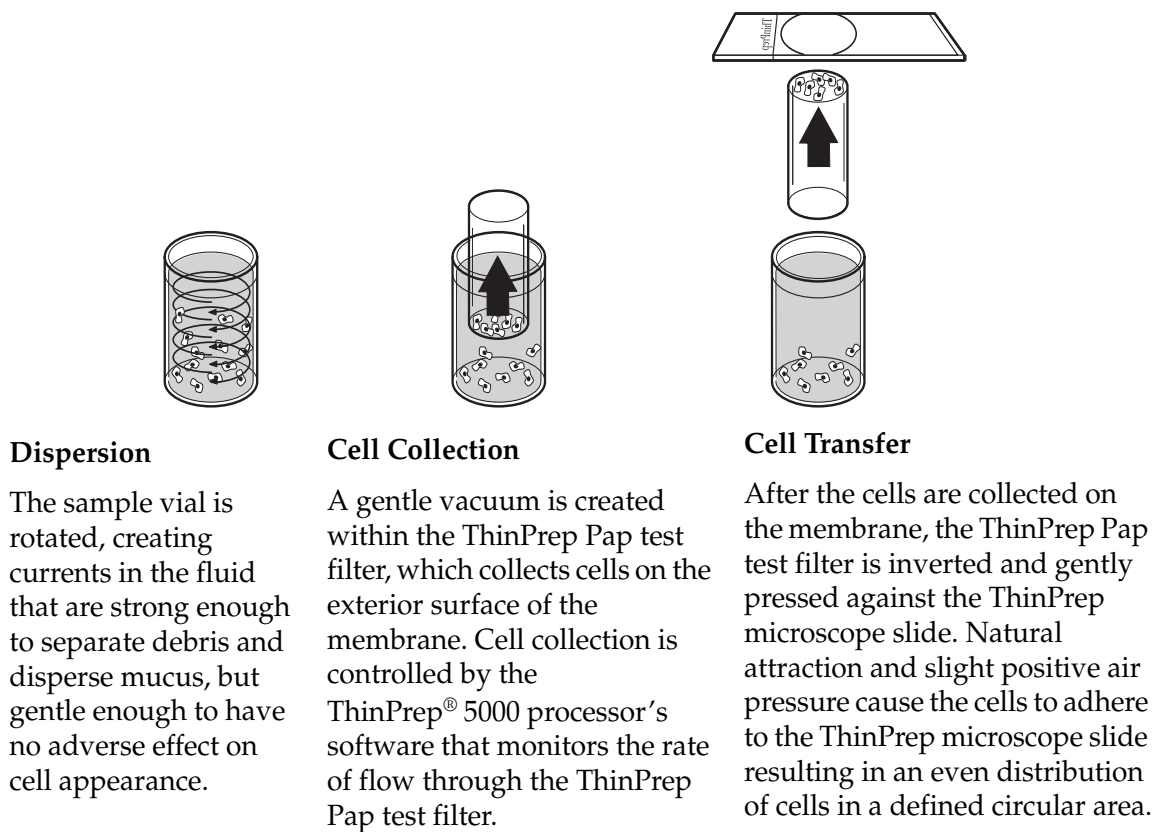 ThinPrep
Dispersion
The sample vial is
rotated, creating
currents in the fluid
that are strong enough
to separate debris and
disperse mucus, but
gentle enough to have
no adverse effect on
cell appearance.
Cell Collection
A gentle vacuum is created
within the ThinPrep Pap test
filter, which collects cells on the
exterior surface of the
membrane. Cell collection is
controlled by the
ThinPrep® 5000 processor’s
software that monitors the rate
of flow through the ThinPrep
Pap test filter.
Cell Transfer
After the cells are collected on
the membrane, the ThinPrep Pap
test filter is inverted and gently
pressed against the ThinPrep
microscope slide. Natural
attraction and slight positive air
pressure cause the cells to adhere
to the ThinPrep microscope slide
resulting in an even distribution
of cells in a defined circular area.